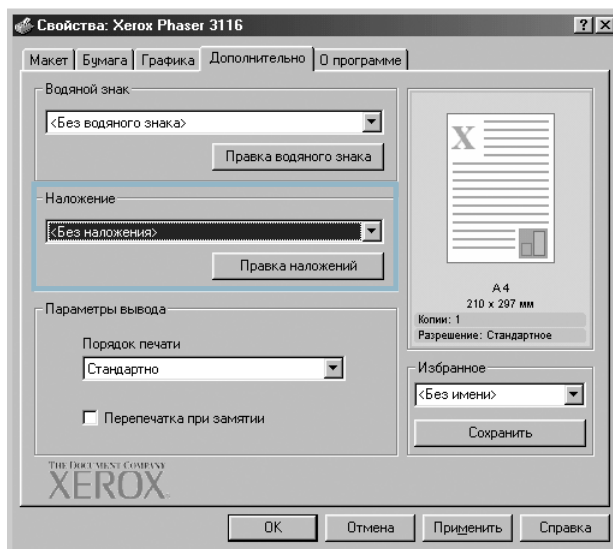 Свойства: Xerox Phaser 3116
Макет Бумага Графика Дополнительно О программе
Водяной знак
<Без водяного знака>
Правка водяного знака
Наложение
<Без наложения>
Правка наложений
Параметры вывода
Порядок печати
Стандартно
Перепечатка при замятии
THE DOCUMENT COMPANY
XEROX
X
A4
210 x 297 мм
Копии: 1
Разрешение: Стандартное
Избранное
<Без имени>
Сохранить
OK Отмена Применить Справка